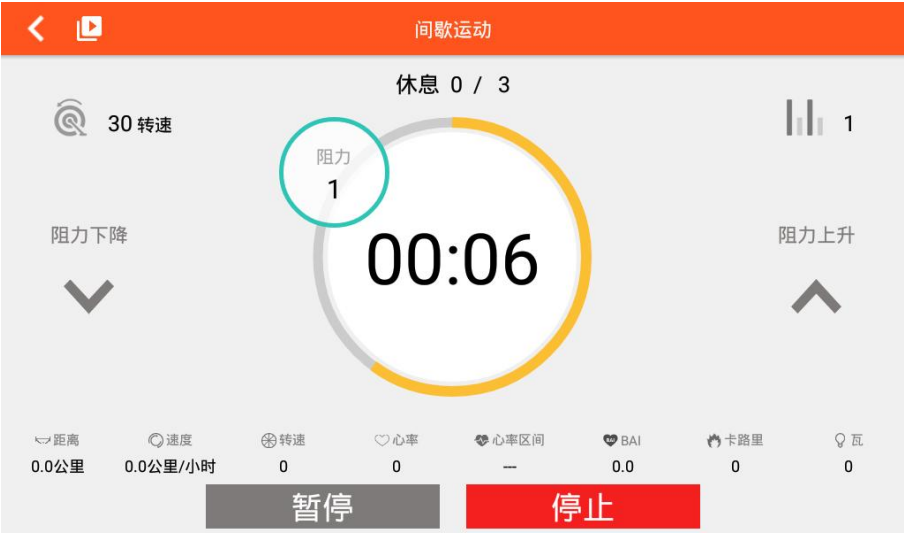 间歇运动
休息 0 / 3
30 转速
1
阻力
1
00:06
阻力下降
阻力上升
距离 速度 转速 心率 心率区间 BAI 卡路里 瓦
0.0公里 0.0公里/小时 0 0 --- 0.0 0 0
暂停 停止